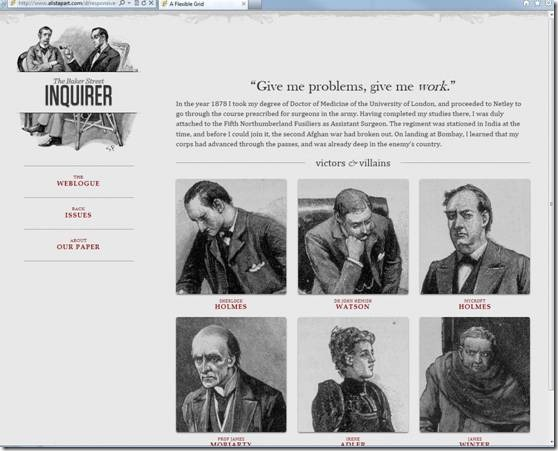 http://www.alistapart.com/d/responsive
A Flexible Grid
The Baker Street
INQUIRER
THE
WEBLOGUE
BACK
ISSUES
ABOUT
OUR PAPER
“Give me problems, give me work.”
In the year 1878 I took my degree of Doctor of Medicine of the University of London, and proceeded to Netley to
go through the course prescribed for surgeons in the army. Having completed my studies there, I was duly
attached to the Fifth Northumberland Fusiliers as Assistant Surgeon. The regiment was stationed in India at the
time, and before I could join it, the second Afghan war had broken out. On landing at Bombay, I learned that my
corps had advanced through the passes, and was already deep in the enemy's country.
victors & villains
SHERLOCK
HOLMES
DR JOHN HEMISH
WATSON
MYCROFT
HOLMES
PROF JAMES
MORIARTY
IRENE
ADLER
JAMES
WINTER